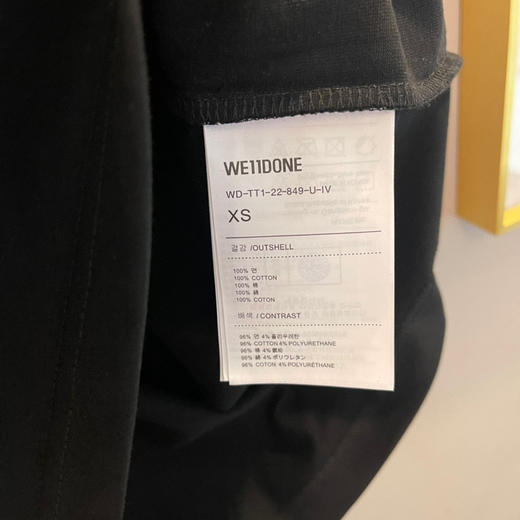 WE11DONE
WD-TT1-22-849-U-IV
XS
겉감 /OUTSHELL
100% 면
100% COTTON
100% 棉
100% 綿
100% COTON
배색 / CONTRAST
96% 면 4% 폴리우레탄
96% COTTON 4% POLYURETHANE
96% 棉 4% 氨纶
96% 綿 4% ポリウレタン
96% COTON 4% POLYURETHANE